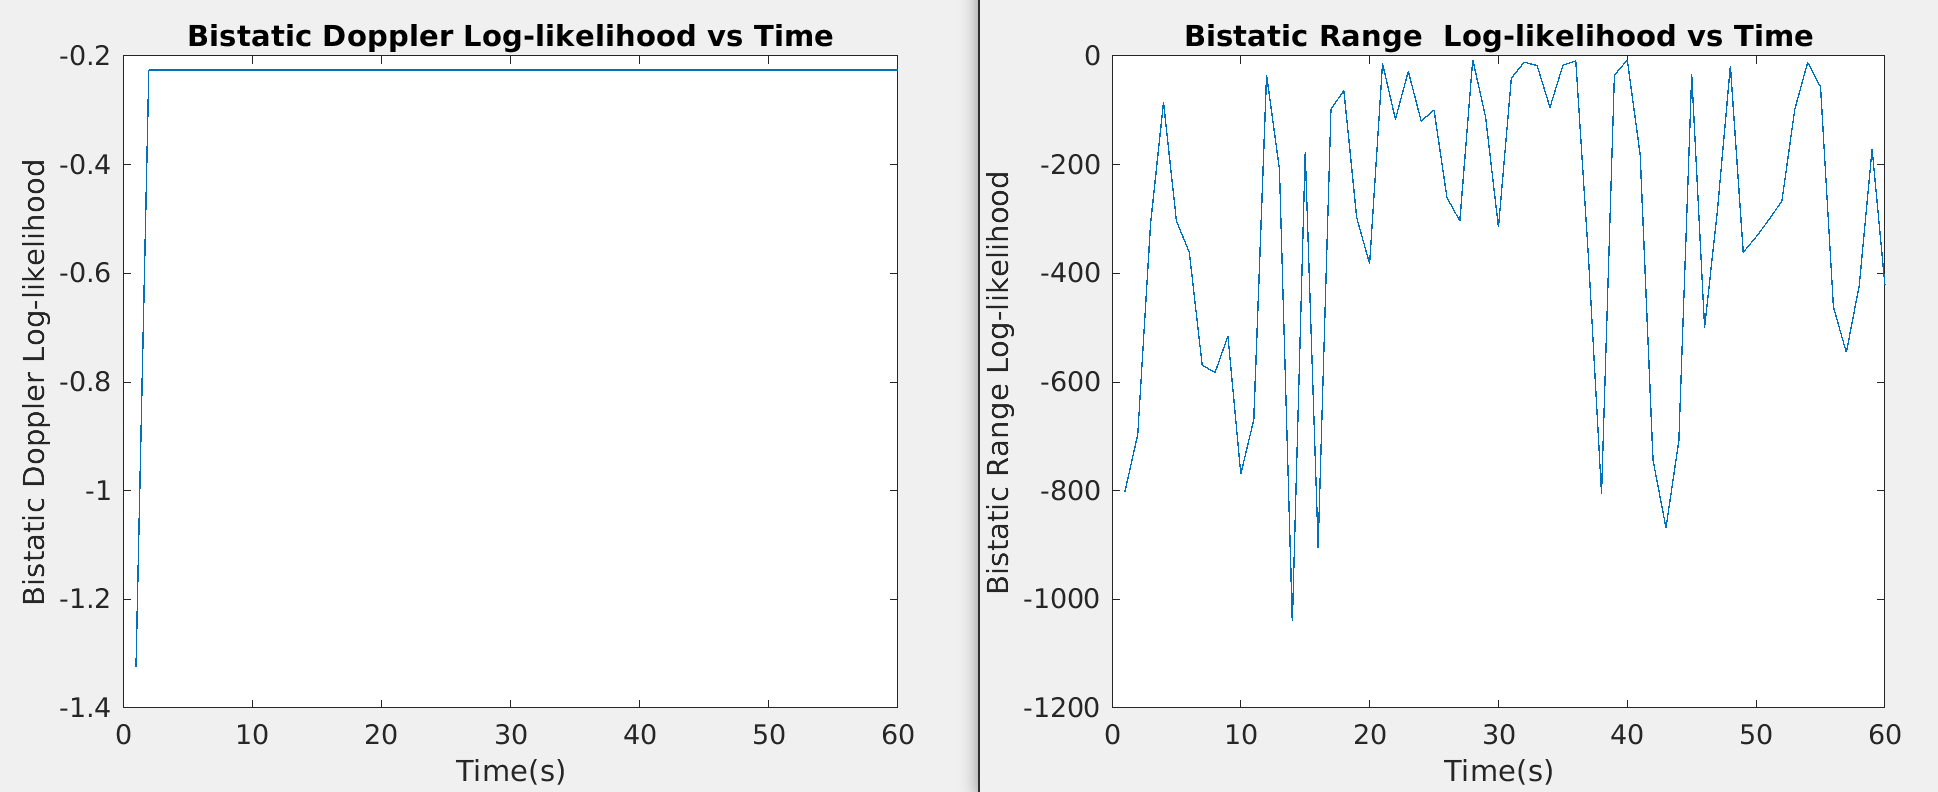 Bistatic Doppler Log-likelihood vs Time
Bistatic Doppler Log-likelihood
-0.2
-0.4
-0.6
-0.8
-1
-1.2
-1.4
0 10 20 30 40 50 60
Time(s)
Bistatic Range  Log-likelihood vs Time
Bistatic Range Log-likelihood
0
-200
-400
-600
-800
-1000
-1200
0 10 20 30 40 50 60
Time(s)